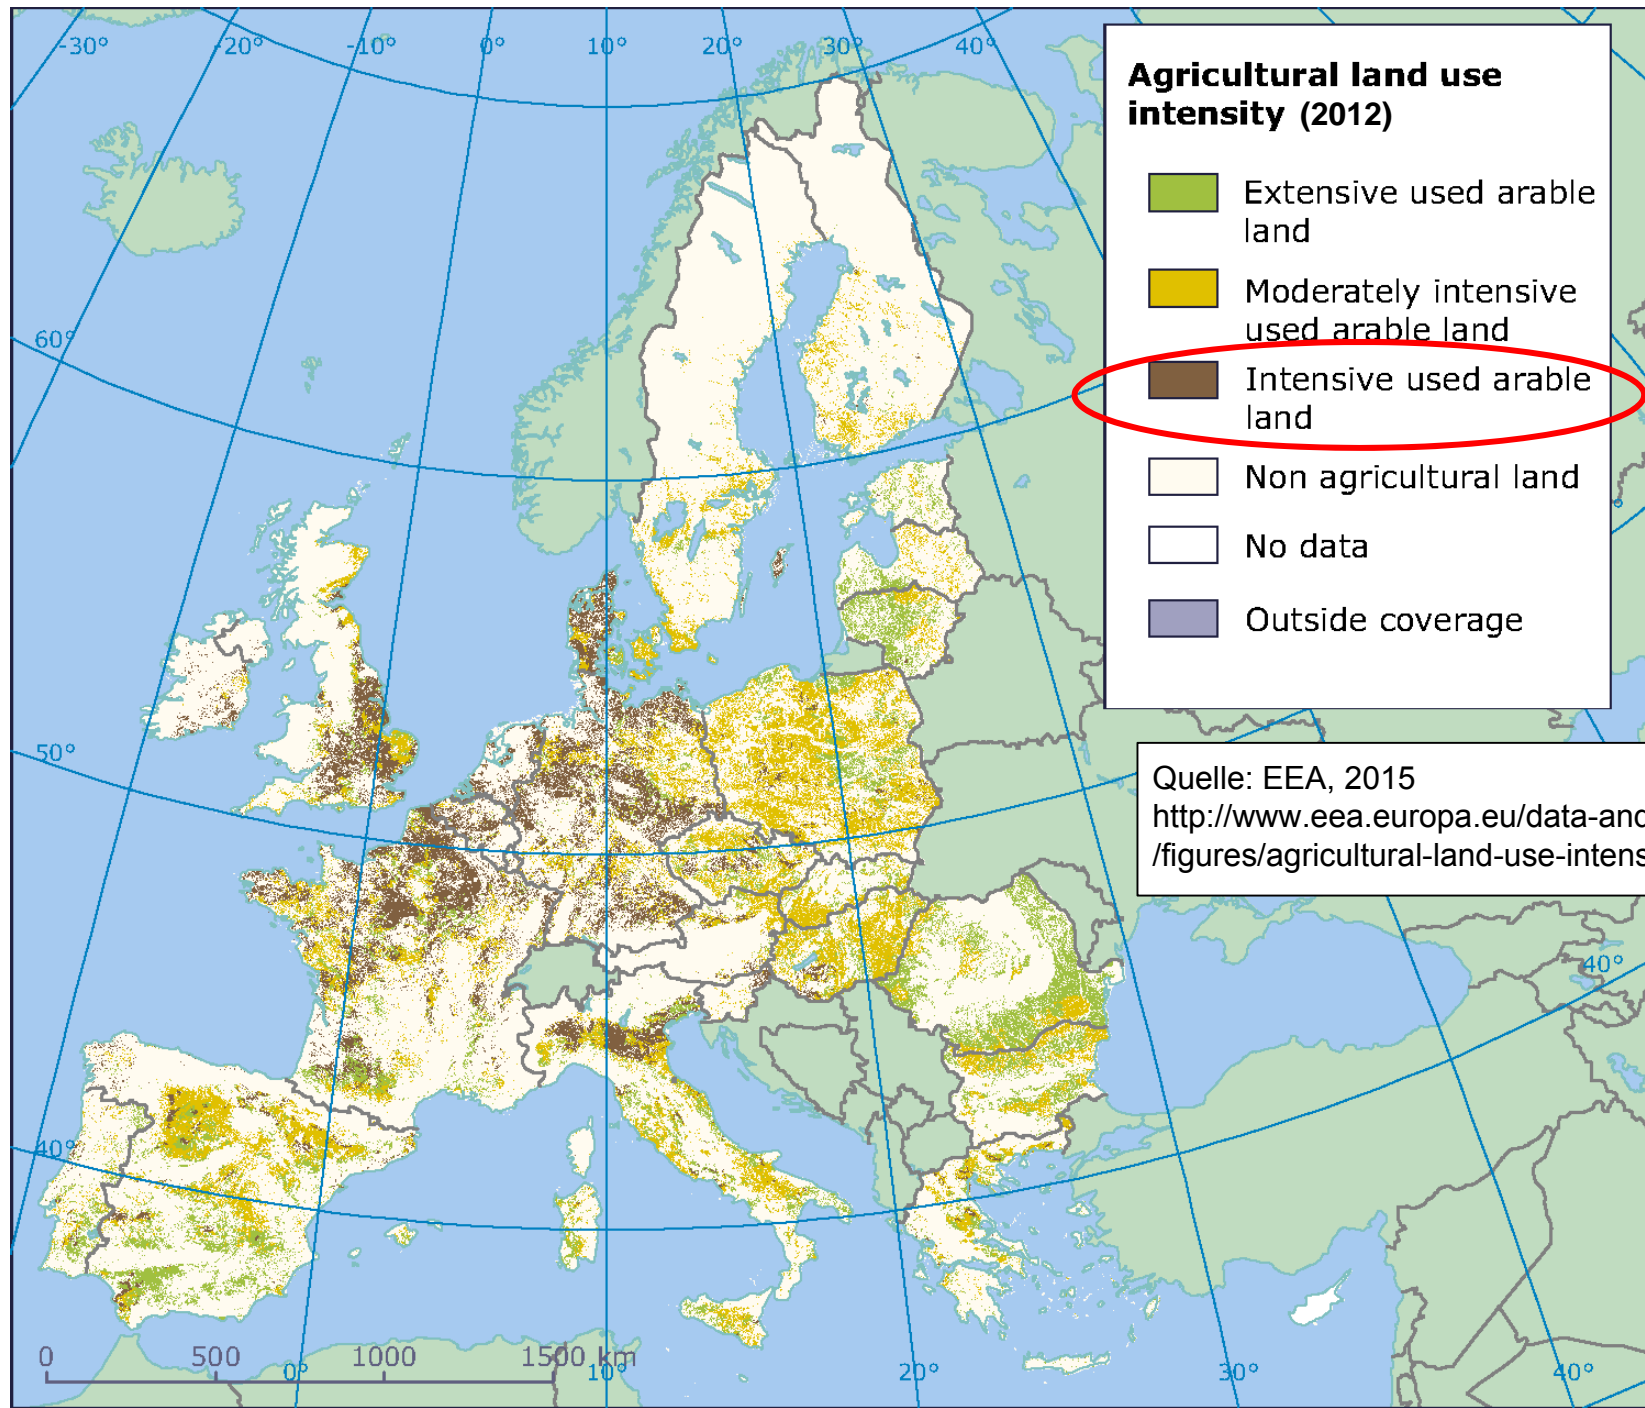 -30°
-20°
-10°
0°
10°
20°
30°
40°
Agricultural land use
intensity (2012)
Extensive used arable
land
Moderately intensive
used arable land
Intensive used arable
land
Non agricultural land
No data
Outside coverage
60°
50°
Quelle: EEA, 2015
http://www.eea.europa.eu/data-and
/figures/agricultural-land-use-intens
40°
40°
0 500 1000 1500 km
0°
10°
20°
30°
40°